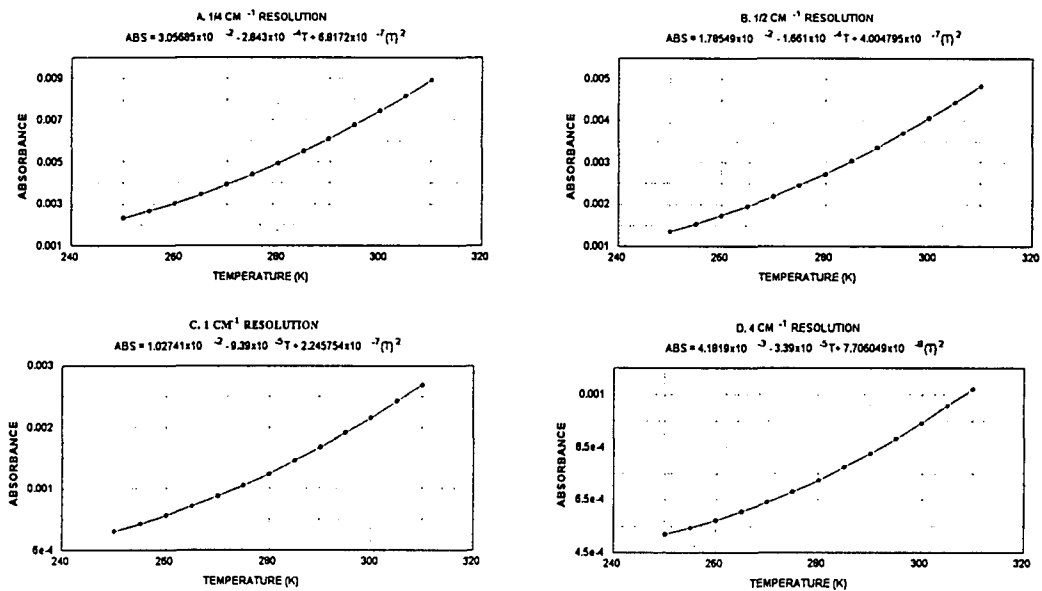 A. 1/4 CM -1 RESOLUTION
ABS = 3.05685x10 -2 - 2.843x10 -4T + 6.8172x10 -7(T)2
0.009
0.007
0.005
0.003
0.001
ABSORBANCE
240
260
280
300
320
TEMPERATURE (K)
B. 1/2 CM -1 RESOLUTION
ABS = 1.78549x10 -2 - 1.661x10 -4T + 4.004795x10 -7(T)2
0.005
0.004
0.003
0.002
0.001
ABSORBANCE
240
260
280
300
320
TEMPERATURE (K)
C. 1 CM-1 RESOLUTION
ABS = 1.02741x10 -2 - 9.39x10 -5T + 2.245754x10 -7(T)2
0.003
0.002
0.001
6e-4
ABSORBANCE
240
260
280
300
320
TEMPERATURE (K)
D. 4 CM -1 RESOLUTION
ABS = 4.1819x10 -3 - 3.39x10 -5T + 7.706049x10 -8(T)2
0.001
8.5e-4
6.5e-4
4.5e-4
ABSORBANCE
240
260
280
300
320
TEMPERATURE (K)